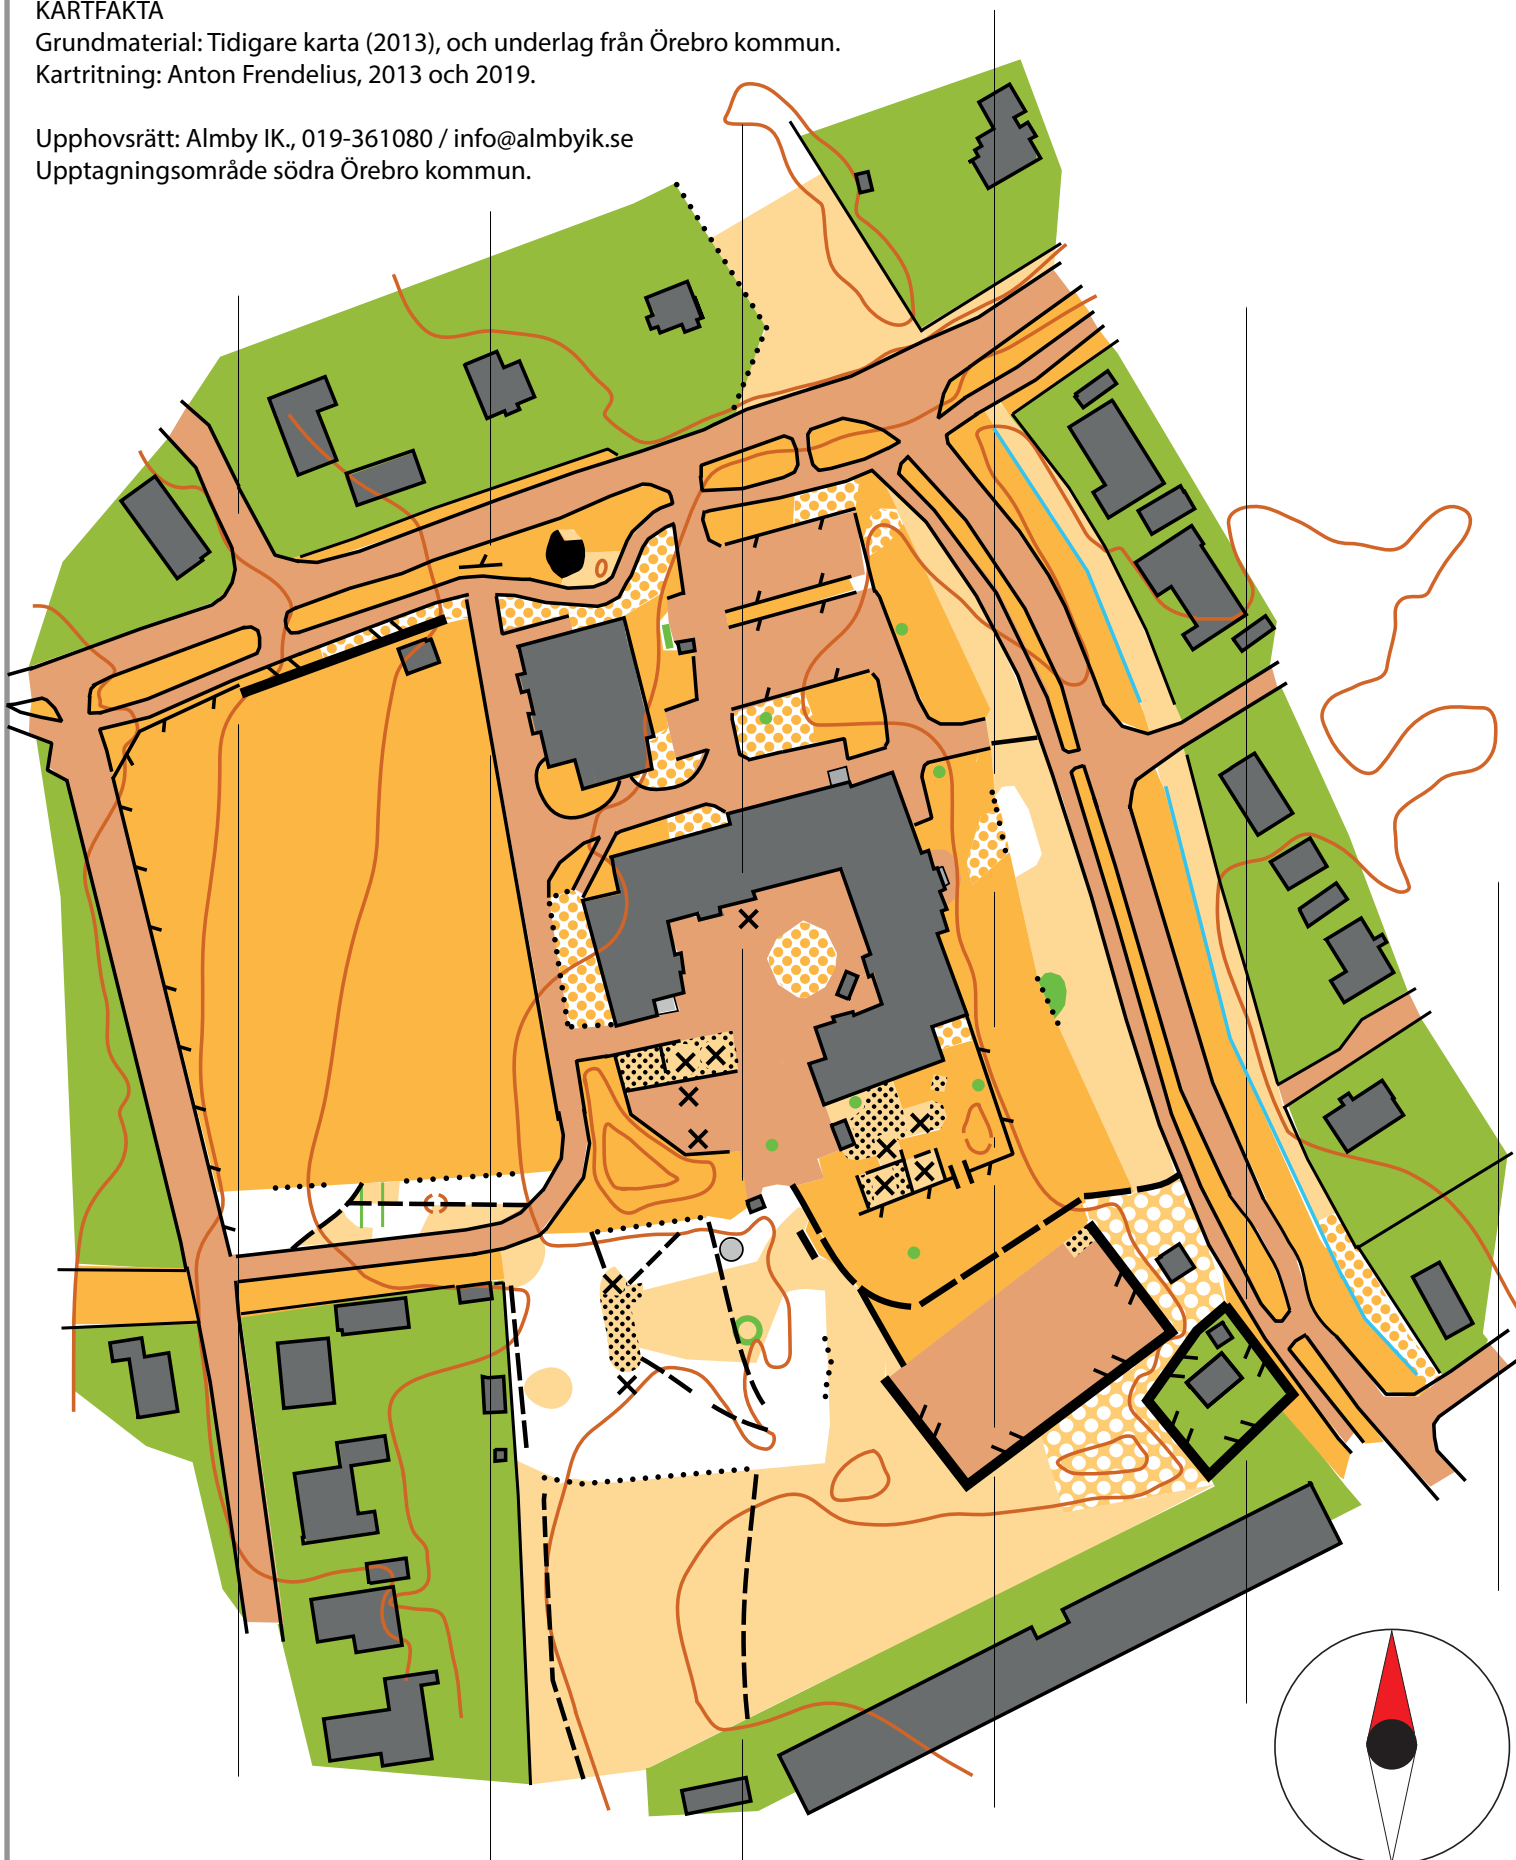 KARTFAKTA
Grundmaterial: Tidigare karta (2013), och underlag från Örebro kommun.
Kartritning: Anton Frendelius, 2013 och 2019.
Upphovsrätt: Almby IK., 019-361080 / info@almbyik.se
Upptagningsområde södra Örebro kommun.